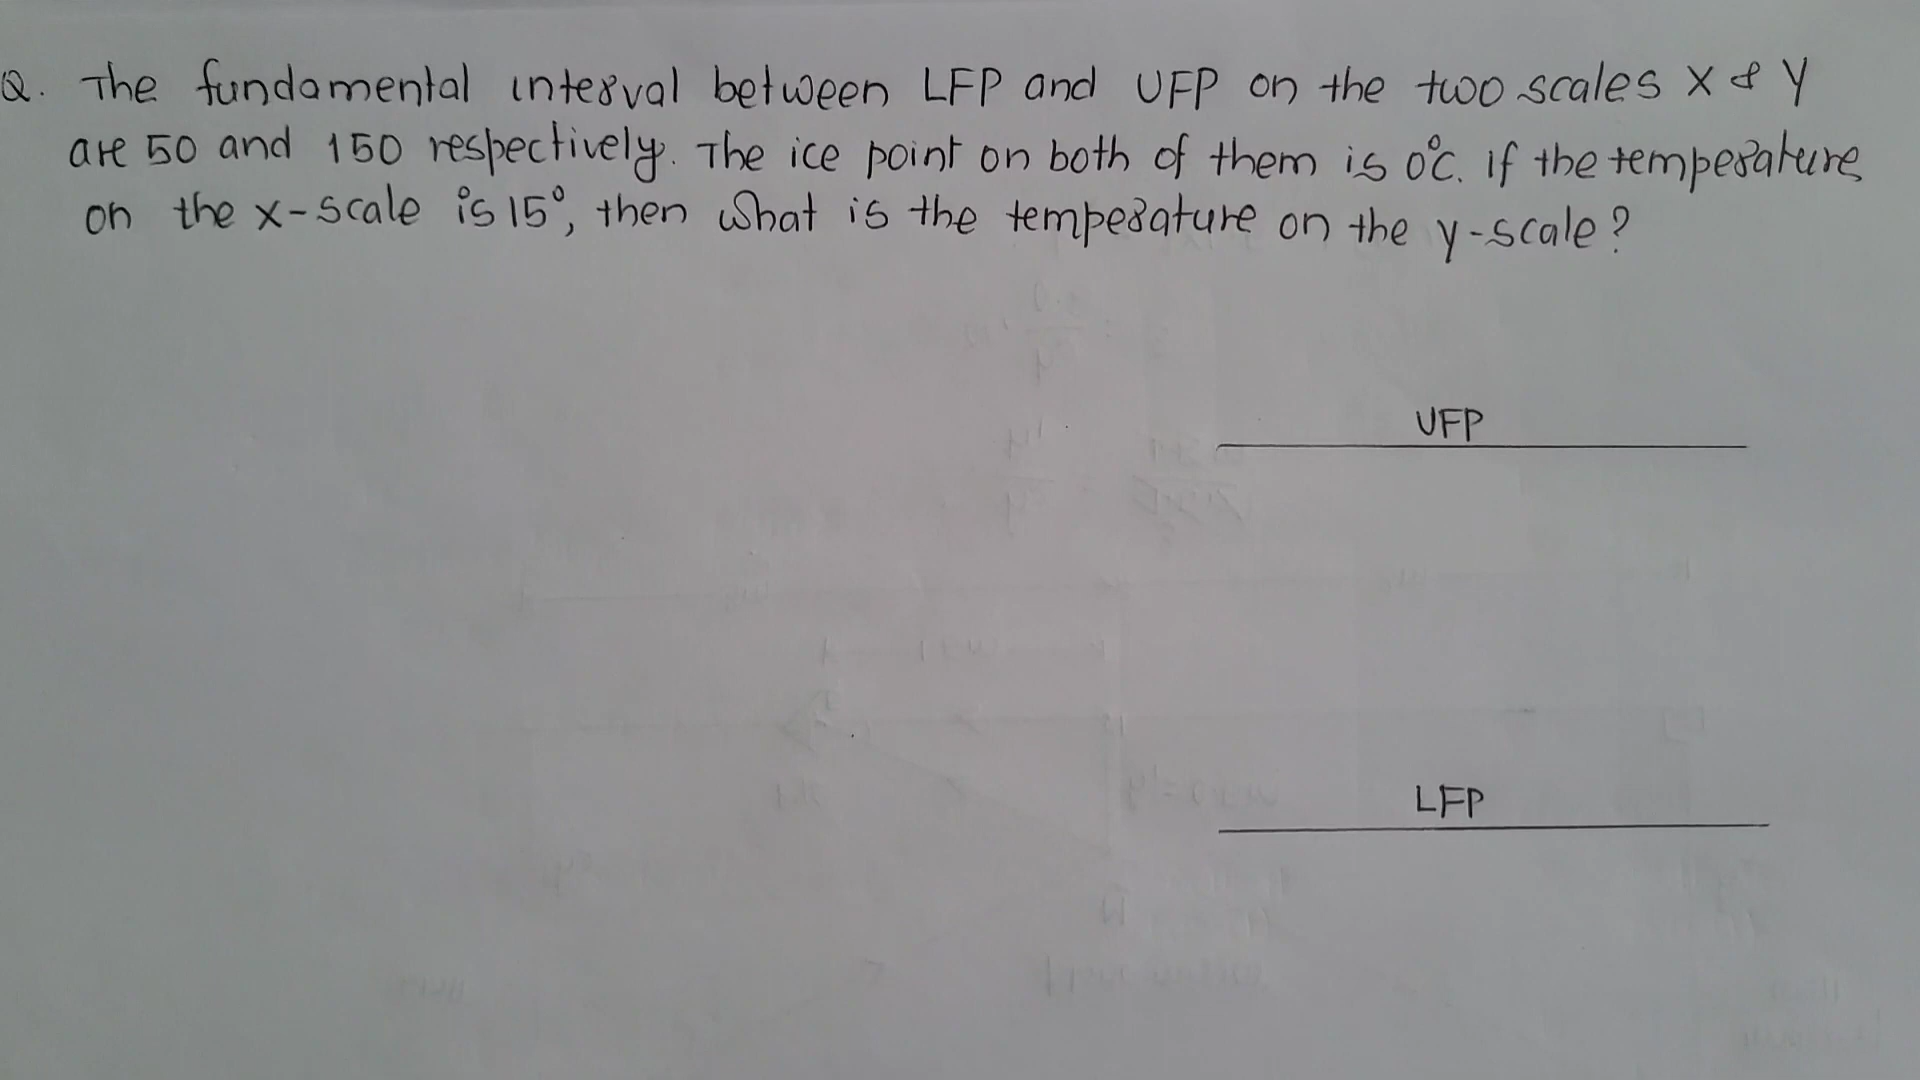 Q. The fundamental interval between LFP and UFP on the two scales X & Y
are 50 and 150 respectively. The ice point on both of them is 0°C. if the temperature
on the x-scale is 15°, then what is the temperature on the y-scale?
UFP
LFP